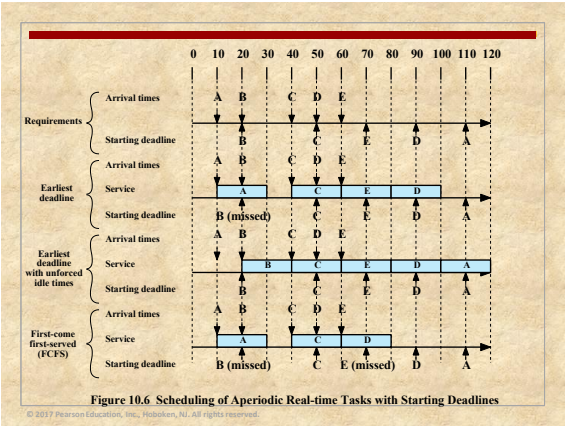 0 10 20 30 40 50 60 70 80 90 100 110 120
A B C D E
Arrival times
Requirements
Starting deadline
B C E D A
Arrival times
A B C D E
Earliest
deadline
Service
A C E D
Starting deadline
B (missed) C E D A
Arrival times
A B C D E
Earliest
deadline
with unforced
idle times
Service
B C E D A
Starting deadline
B C E D A
Arrival times
A B C D E
First-come
first-served
(FCFS)
Service
A C D
Starting deadline
B (missed) C E (missed) D A
Figure 10.6 Scheduling of Aperiodic Real-time Tasks with Starting Deadlines
© 2017 Pearson Education, Inc., Hoboken, NJ. All rights reserved.